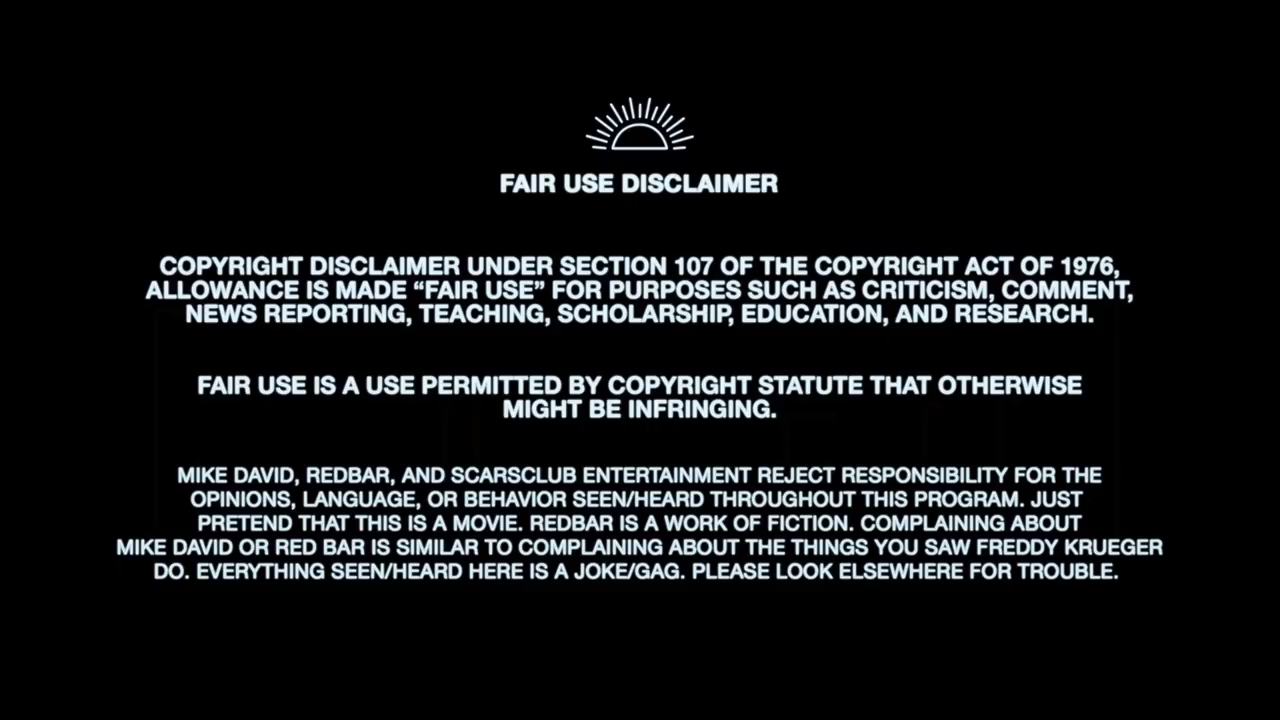 FAIR USE DISCLAIMER
COPYRIGHT DISCLAIMER UNDER SECTION 107 OF THE COPYRIGHT ACT OF 1976,
ALLOWANCE IS MADE “FAIR USE” FOR PURPOSES SUCH AS CRITICISM, COMMENT,
NEWS REPORTING, TEACHING, SCHOLARSHIP, EDUCATION, AND RESEARCH.
FAIR USE IS A USE PERMITTED BY COPYRIGHT STATUTE THAT OTHERWISE
MIGHT BE INFRINGING.
MIKE DAVID, REDBAR, AND SCARSCLUB ENTERTAINMENT REJECT RESPONSIBILITY FOR THE
OPINIONS, LANGUAGE, OR BEHAVIOR SEEN/HEARD THROUGHOUT THIS PROGRAM. JUST
PRETEND THAT THIS IS A MOVIE. REDBAR IS A WORK OF FICTION. COMPLAINING ABOUT
MIKE DAVID OR RED BAR IS SIMILAR TO COMPLAINING ABOUT THE THINGS YOU SAW FREDDY KRUEGER
DO. EVERYTHING SEEN/HEARD HERE IS A JOKE/GAG. PLEASE LOOK ELSEWHERE FOR TROUBLE.